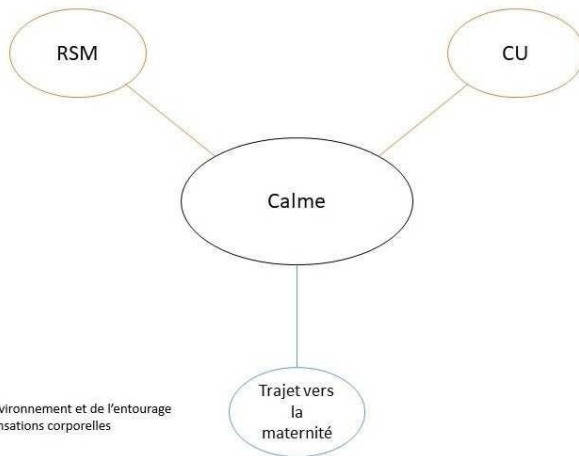 RSM
CU
Calme
Trajet vers
la
maternité
vironnement et de l'entourage
nsations corporelles